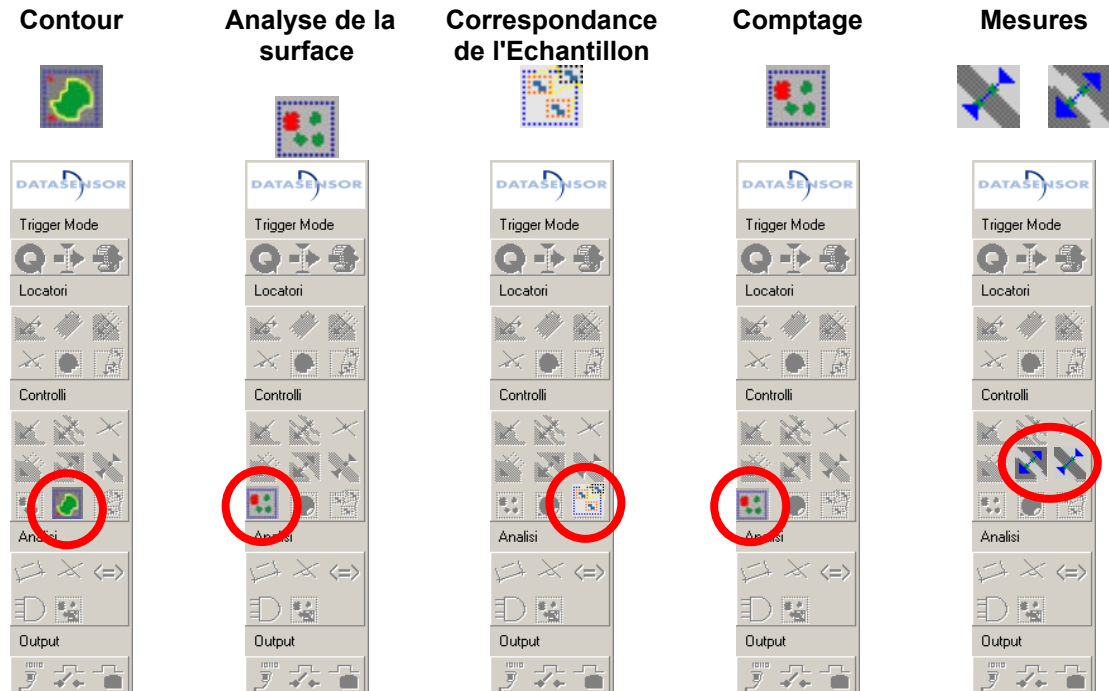 Contour
Analyse de la
surface
Correspondance
de l'Echantillon
Comptage
Mesures
DATASENSOR
Trigger Mode
Locatori
Controlli
Analisi
Output
DATASENSOR
Trigger Mode
Locatori
Controlli
Analisi
Output
DATASENSOR
Trigger Mode
Locatori
Controlli
Analisi
Output
DATASENSOR
Trigger Mode
Locatori
Controlli
Analisi
Output
DATASENSOR
Trigger Mode
Locatori
Controlli
Analisi
Output